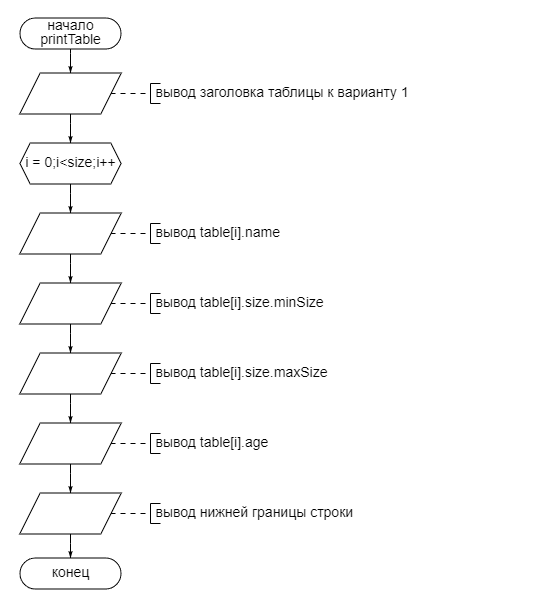 начало
printTable
вывод заголовка таблицы к варианту 1
i = 0;i<size;i++
вывод table[i].name
вывод table[i].size.minSize
вывод table[i].size.maxSize
вывод table[i].age
вывод нижней границы строки
конец